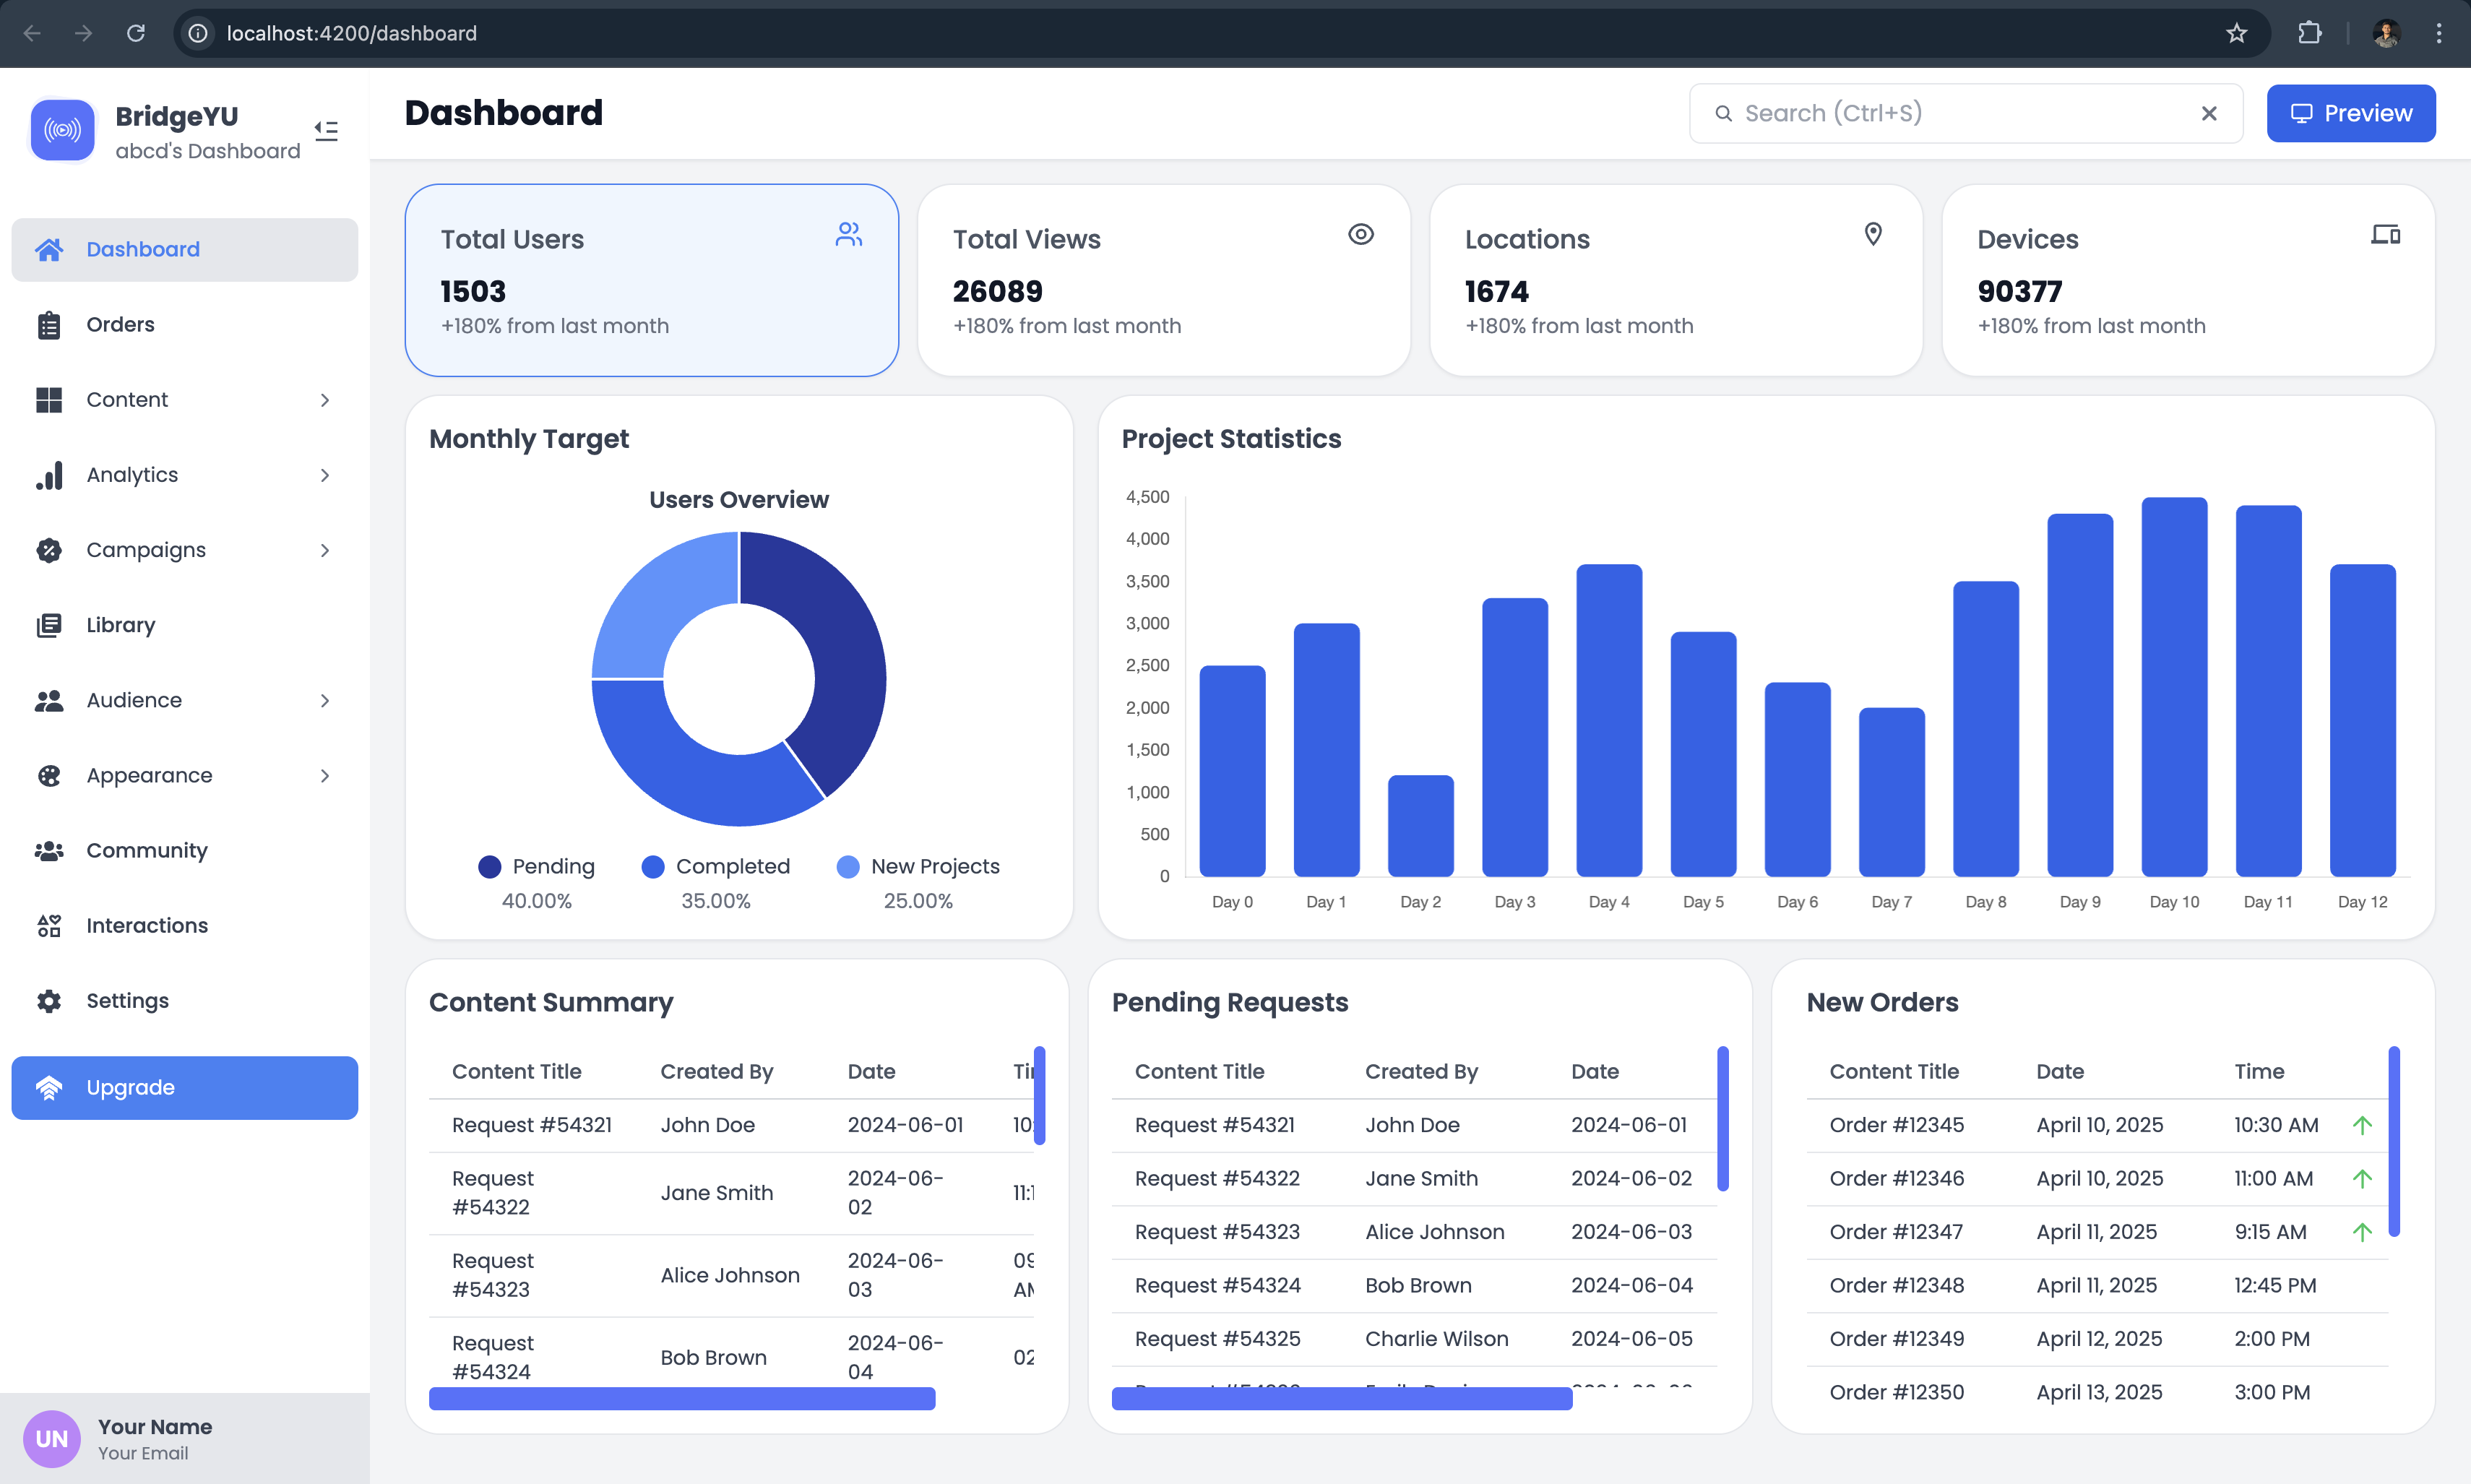 localhost:4200/dashboard
BridgeYU
abcd's Dashboard
Dashboard
Orders
Content
Analytics
Campaigns
Library
Audience
Appearance
Community
Interactions
Settings
Upgrade
UN
Your Name
Your Email
Dashboard
Search (Ctrl+S)
Preview
Total Users
1503
+180% from last month
Total Views
26089
+180% from last month
Locations
1674
+180% from last month
Devices
90377
+180% from last month
Monthly Target
Users Overview
Pending
40.00%
Completed
35.00%
New Projects
25.00%
Project Statistics
4,500
4,000
3,500
3,000
2,500
2,000
1,500
1,000
500
0
Day 0 Day 1 Day 2 Day 3 Day 4 Day 5 Day 6 Day 7 Day 8 Day 9 Day 10 Day 11 Day 12
Content Summary
Content Title Created By Date
Request #54321 John Doe 2024-06-01
Request
#54322
Jane Smith
2024-06-
02
Request
#54323
Alice Johnson
2024-06-
03
Request
#54324
Bob Brown
2024-06-
04
Pending Requests
Content Title Created By Date
Request #54321 John Doe 2024-06-01
Request #54322 Jane Smith 2024-06-02
Request #54323 Alice Johnson 2024-06-03
Request #54324 Bob Brown 2024-06-04
Request #54325 Charlie Wilson 2024-06-05
New Orders
Content Title Date Time
Order #12345 April 10, 2025 10:30 AM
Order #12346 April 10, 2025 11:00 AM
Order #12347 April 11, 2025 9:15 AM
Order #12348 April 11, 2025 12:45 PM
Order #12349 April 12, 2025 2:00 PM
Order #12350 April 13, 2025 3:00 PM